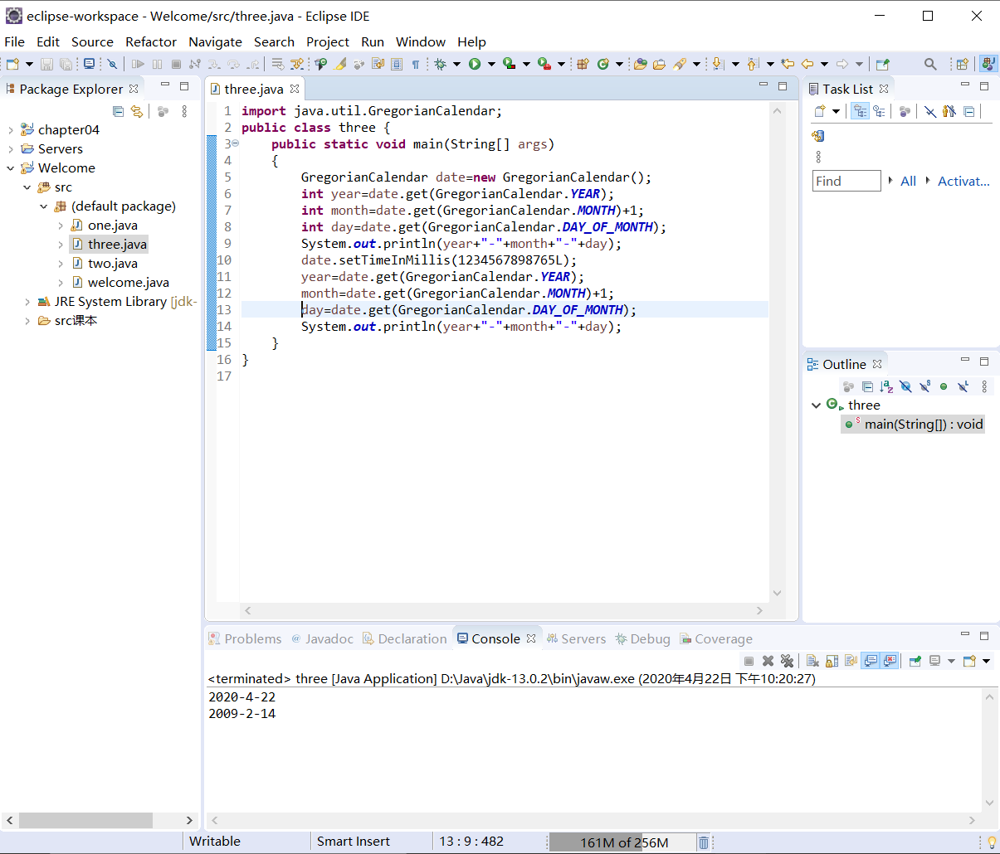 eclipse-workspace - Welcome/src/three.java - Eclipse IDE
File Edit Source Refactor Navigate Search Project Run Window Help
Package Explorer
chapter04
Servers
Welcome
src
(default package)
one.java
three.java
two.java
welcome.java
JRE System Library [jdk-
src课本
three.java
1 import java.util.GregorianCalendar;
2 public class three {
3     public static void main(String[] args)
4     {
5         GregorianCalendar date=new GregorianCalendar();
6         int year=date.get(GregorianCalendar.YEAR);
7         int month=date.get(GregorianCalendar.MONTH)+1;
8         int day=date.get(GregorianCalendar.DAY_OF_MONTH);
9         System.out.println(year+"-"+month+"-"+day);
10         date.setTimeInMillis(1234567898765L);
11         year=date.get(GregorianCalendar.YEAR);
12         month=date.get(GregorianCalendar.MONTH)+1;
13         day=date.get(GregorianCalendar.DAY_OF_MONTH);
14         System.out.println(year+"-"+month+"-"+day);
15     }
16 }
17
Task List
Find All Activat...
Outline
three
main(String[]) : void
Problems Javadoc Declaration Console Servers Debug Coverage
<terminated> three [Java Application] D:\Java\jdk-13.0.2\bin\javaw.exe (2020年4月22日 下午10:20:27)
2020-4-22
2009-2-14
Writable Smart Insert 13 : 9 : 482 161M of 256M